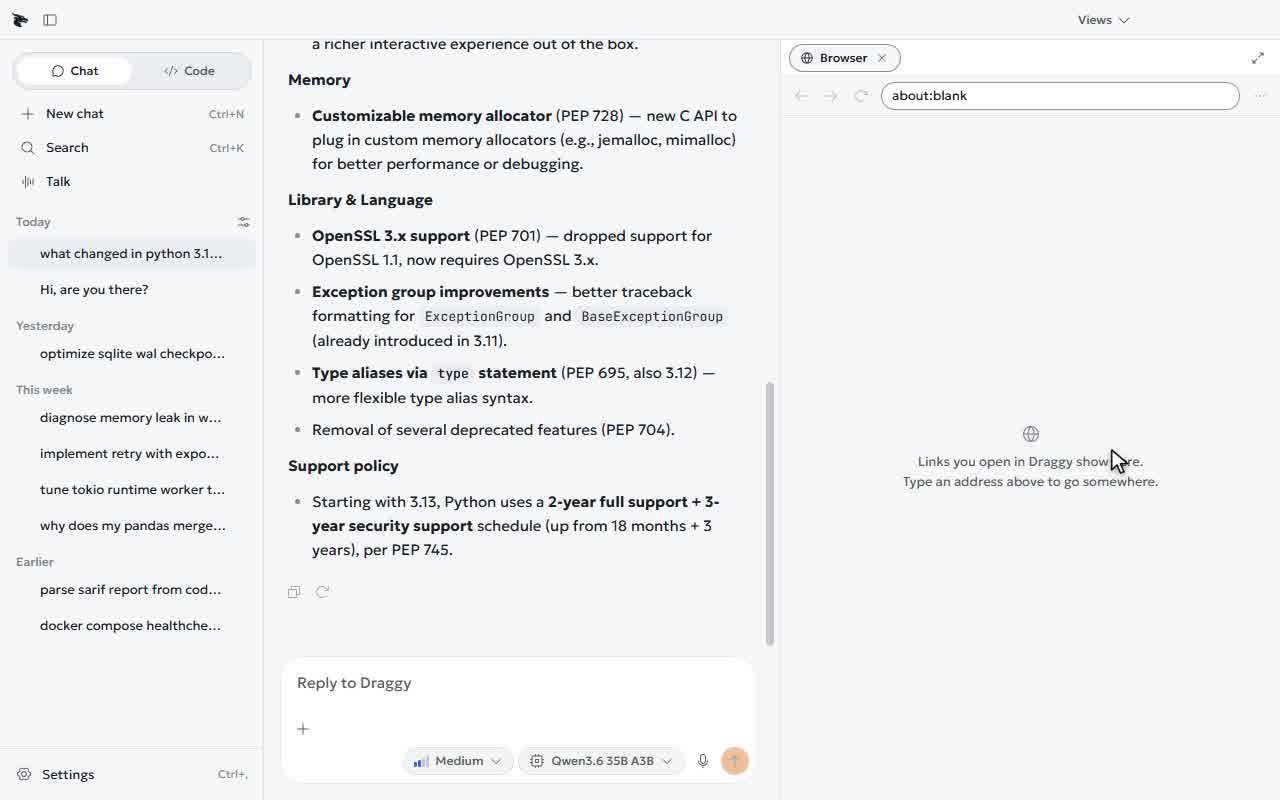 Views
Chat
Code
New chat Ctrl+N
Search Ctrl+K
Talk
Today
what changed in python 3.1...
Hi, are you there?
Yesterday
optimize sqlite wal checkpo...
This week
diagnose memory leak in w...
implement retry with expo...
tune tokio runtime worker t...
why does my pandas merge...
Earlier
parse sarif report from cod...
docker compose healthche...
Settings Ctrl+,
a richer interactive experience out of the box.
Memory
• Customizable memory allocator (PEP 728) — new C API to
plug in custom memory allocators (e.g., jemalloc, mimalloc)
for better performance or debugging.
Library & Language
• OpenSSL 3.x support (PEP 701) — dropped support for
OpenSSL 1.1, now requires OpenSSL 3.x.
• Exception group improvements — better traceback
formatting for ExceptionGroup and BaseExceptionGroup
(already introduced in 3.11).
• Type aliases via type statement (PEP 695, also 3.12) —
more flexible type alias syntax.
• Removal of several deprecated features (PEP 704).
Support policy
• Starting with 3.13, Python uses a 2-year full support + 3-
year security support schedule (up from 18 months + 3
years), per PEP 745.
Reply to Draggy
Medium
Qwen3.6 35B A3B
Browser
about:blank
Links you open in Draggy show
Type an address above to go somewhere.